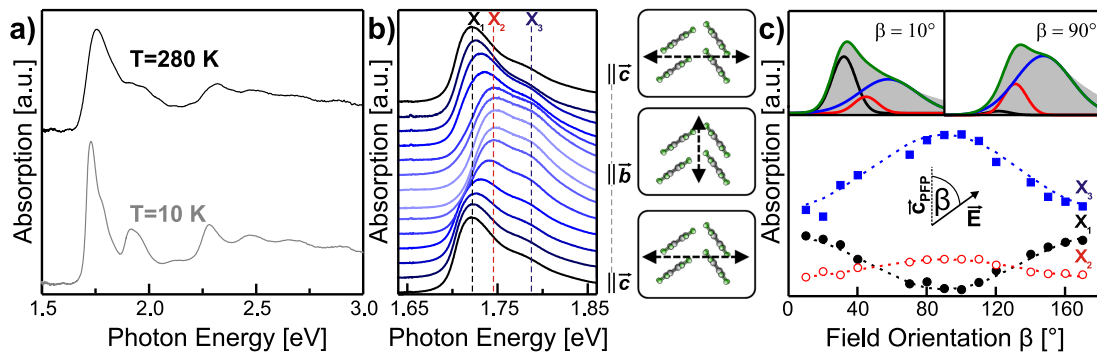 a)
Absorption [a.u.]
T=280 K
T=10 K
1.5 2.0 2.5 3.0
Photon Energy [eV]
b)
Absorption [a.u.]
X₁ X₂ X₃
1.65 1.75 1.85
Photon Energy [eV]
∥c⃗
∥b⃗
∥c⃗
c)
β = 10°
β = 90°
Absorption [a.u.]
c⃗PFP
β
E⃗
X₃
X₁
X₂
0 40 80 120 160
Field Orientation β [°]